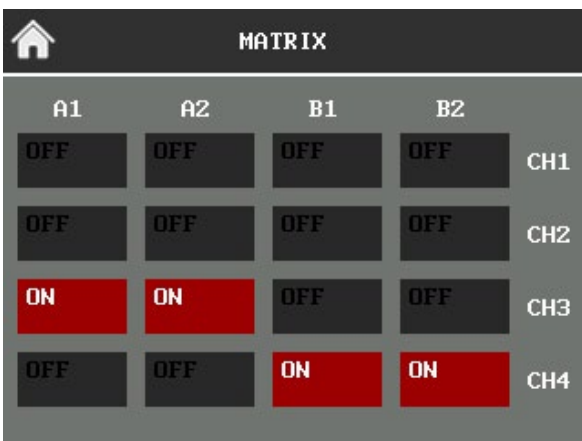 MATRIX
A1 A2 B1 B2
OFF OFF OFF OFF CH1
OFF OFF OFF OFF CH2
ON ON OFF OFF CH3
OFF OFF ON ON CH4